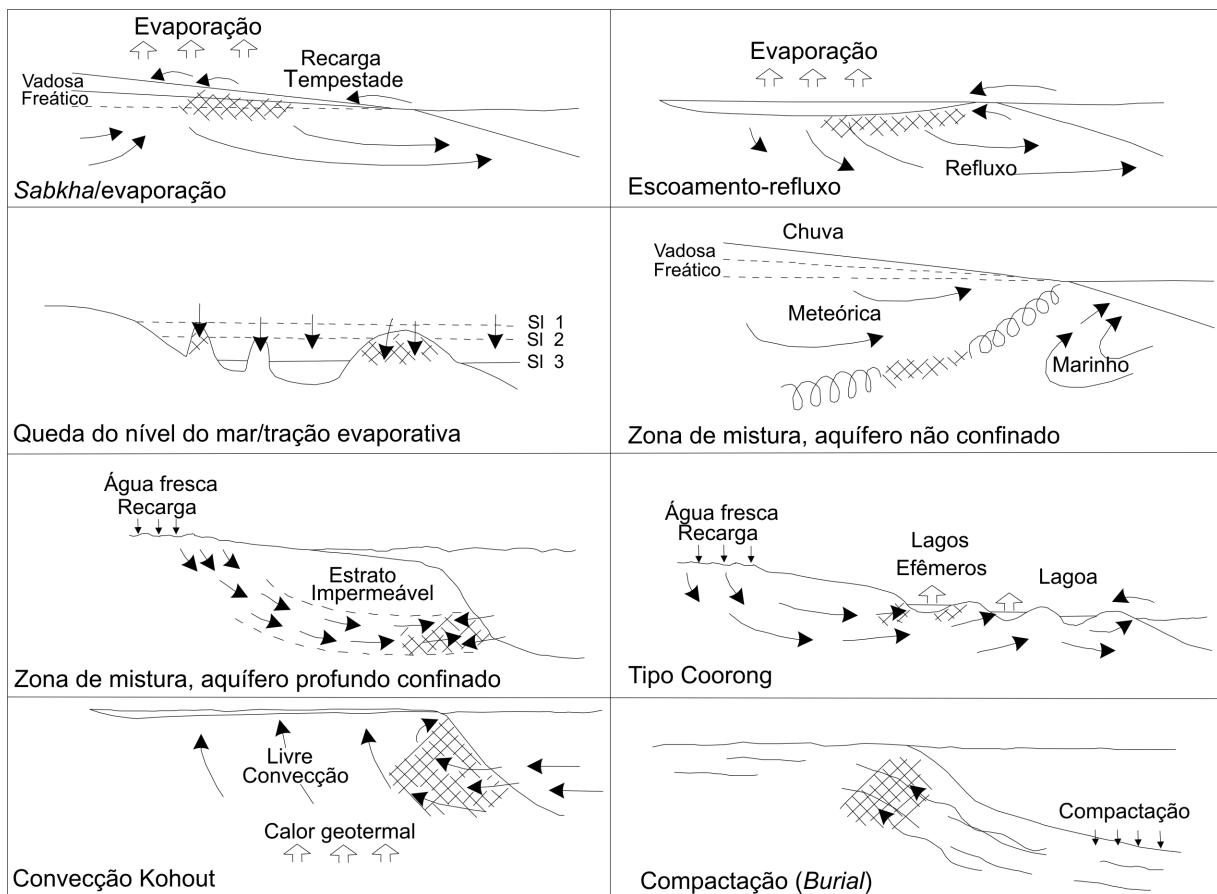 Evaporação
Recarga
Tempestade
Vadosa
Freático
Sabkha/evaporação
Evaporação
Refluxo
Escoamento-refluxo
Sl 1
Sl 2
Sl 3
Queda do nível do mar/tração evaporativa
Chuva
Vadosa
Freático
Meteórica
Marinho
Zona de mistura, aquífero não confinado
Água fresca
Recarga
Estrato
Impermeável
Zona de mistura, aquífero profundo confinado
Água fresca
Recarga
Lagos
Efêmeros
Lagoa
Tipo Coorong
Livre
Convecção
Calor geotermal
Convecção Kohout
Compactação
Compactação (Burial)